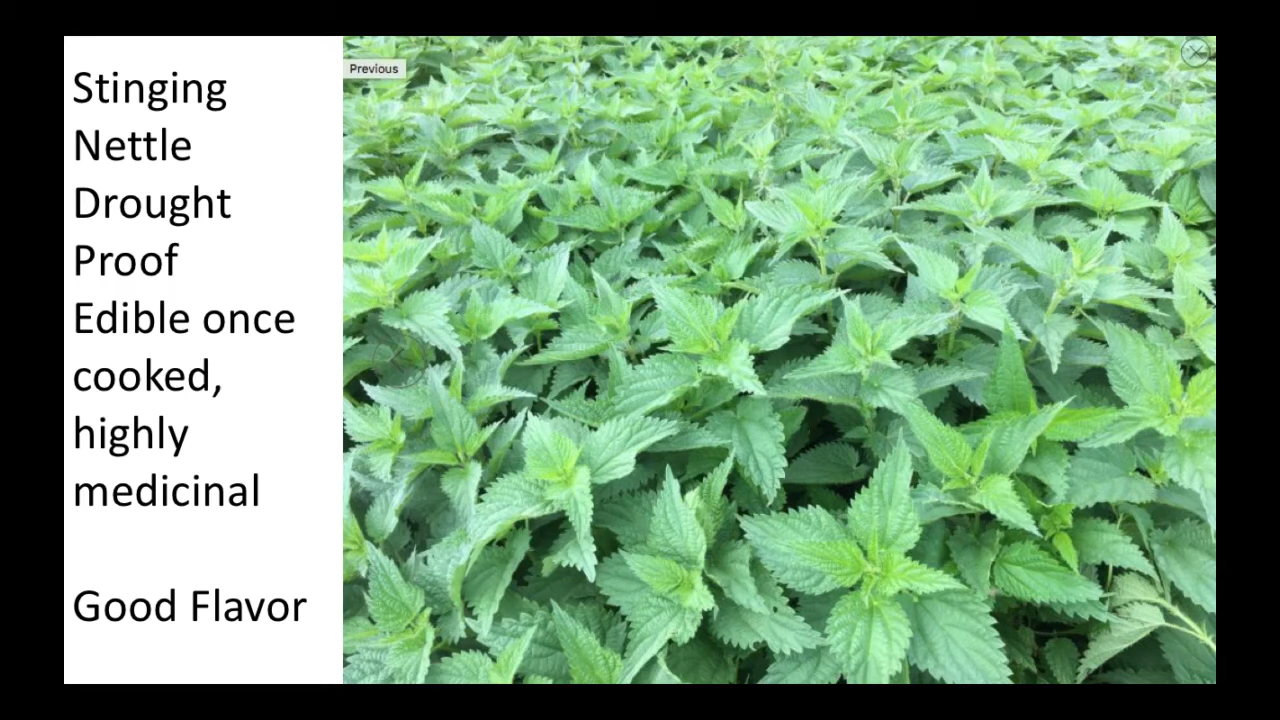 Stinging
Nettle
Drought
Proof
Edible once
cooked,
highly
medicinal
Good Flavor
Previous